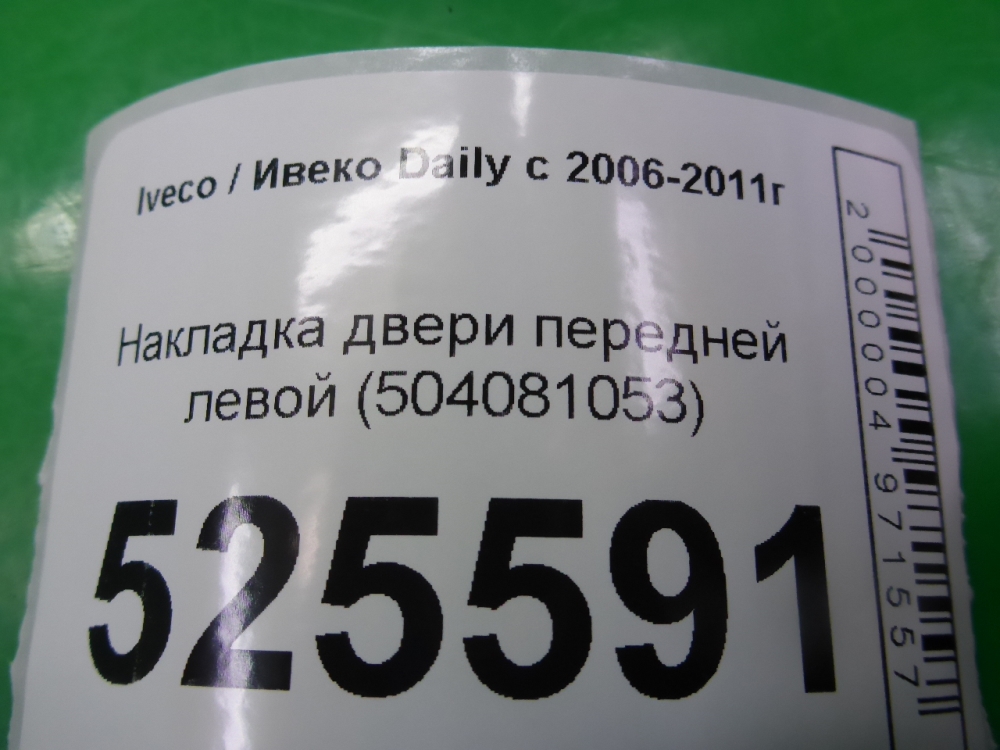 Iveco / Ивеко Daily с 2006-2011г
Накладка двери передней
левой (504081053)
525591
2000004971557